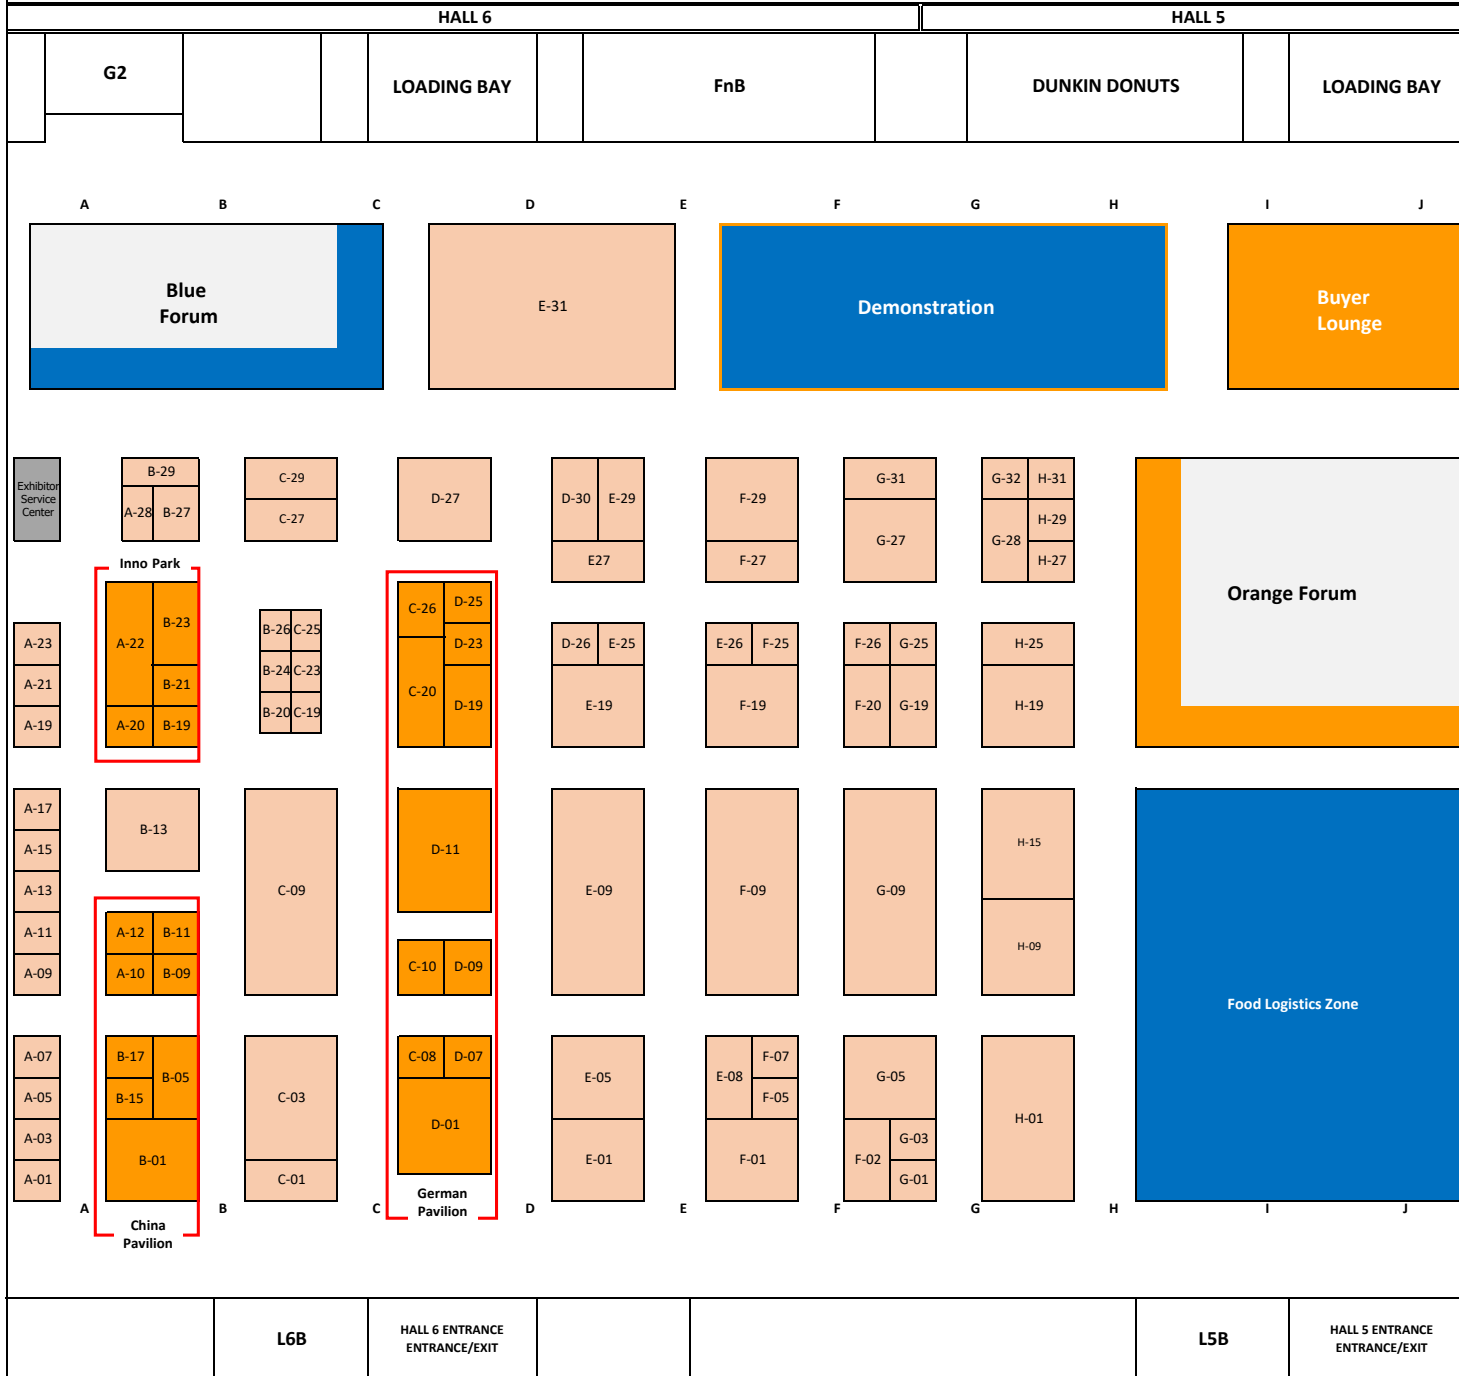 HALL 6 HALL 5
G2 LOADING BAY FnB DUNKIN DONUTS LOADING BAY
A B C D E F G H I J
Blue
Forum
E-31
Demonstration
Buyer
Lounge
Exhibitor
Service
Center
B-29
A-28 B-27
C-29
C-27
D-27
D-30 E-29
E27
F-29
F-27
G-31
G-27
G-32 H-31
G-28 H-29
H-27
Inno Park
A-22 B-23
B-21
A-20 B-19
A-23
A-21
A-19
B-26 C-25
B-24 C-23
B-20 C-19
C-26 D-25
D-23
C-20 D-19
D-26 E-25
E-19
E-26 F-25
F-19
F-26 G-25
F-20 G-19
H-25
H-19
Orange Forum
A-17
A-15
A-13
A-11
A-09
B-13
A-12 B-11
A-10 B-09
C-09
D-11
C-10 D-09
E-09
F-09
G-09
H-15
H-09
Food Logistics Zone
A-07
A-05
A-03
A-01
B-17 B-05
B-15
B-01
C-03
C-01
C-08 D-07
D-01
E-05
E-01
E-08 F-07
F-05
F-01
G-05
F-02 G-03
G-01
H-01
German
Pavilion
A B C D E F G H I J
China
Pavilion
L6B
HALL 6 ENTRANCE
ENTRANCE/EXIT
L5B
HALL 5 ENTRANCE
ENTRANCE/EXIT